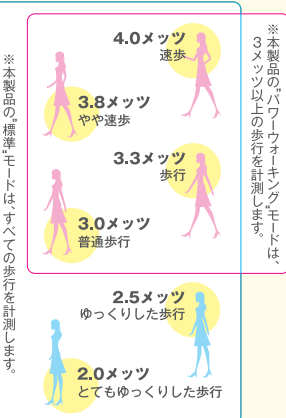 ※本製品の"パワーウォーキング"モードは、
3メッツ以上の歩行を計測します。
4.0メッツ
速歩
3.8メッツ
やや速歩
3.3メッツ
歩行
3.0メッツ
普通歩行
2.5メッツ
ゆっくりした歩行
2.0メッツ
とてもゆっくりした歩行
※本製品の"標準"モードは、すべての歩行を計測します。